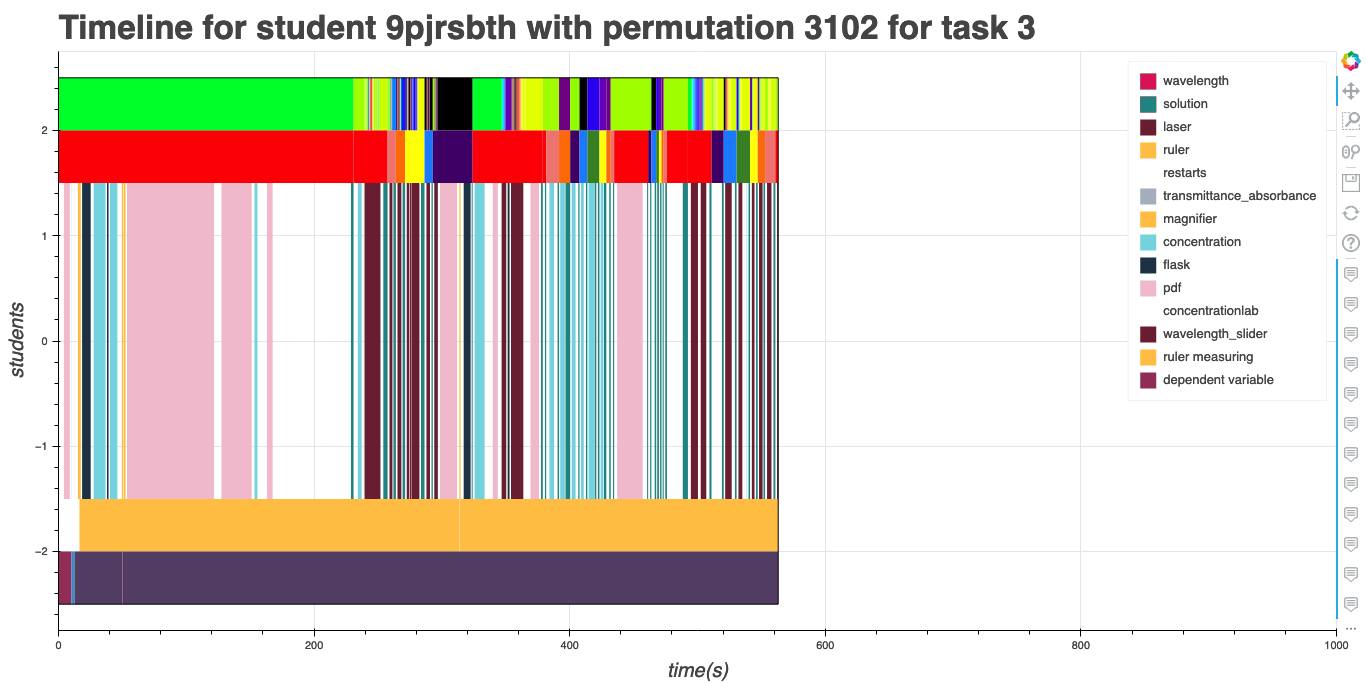 Timeline for student 9pjrsbth with permutation 3102 for task 3
wavelength
solution
laser
ruler
restarts
transmittance_absorbance
magnifier
concentration
flask
pdf
concentrationlab
wavelength_slider
ruler measuring
dependent variable
students
2
1
0
−1
−2
0 200 400 600 800 1000
time(s)